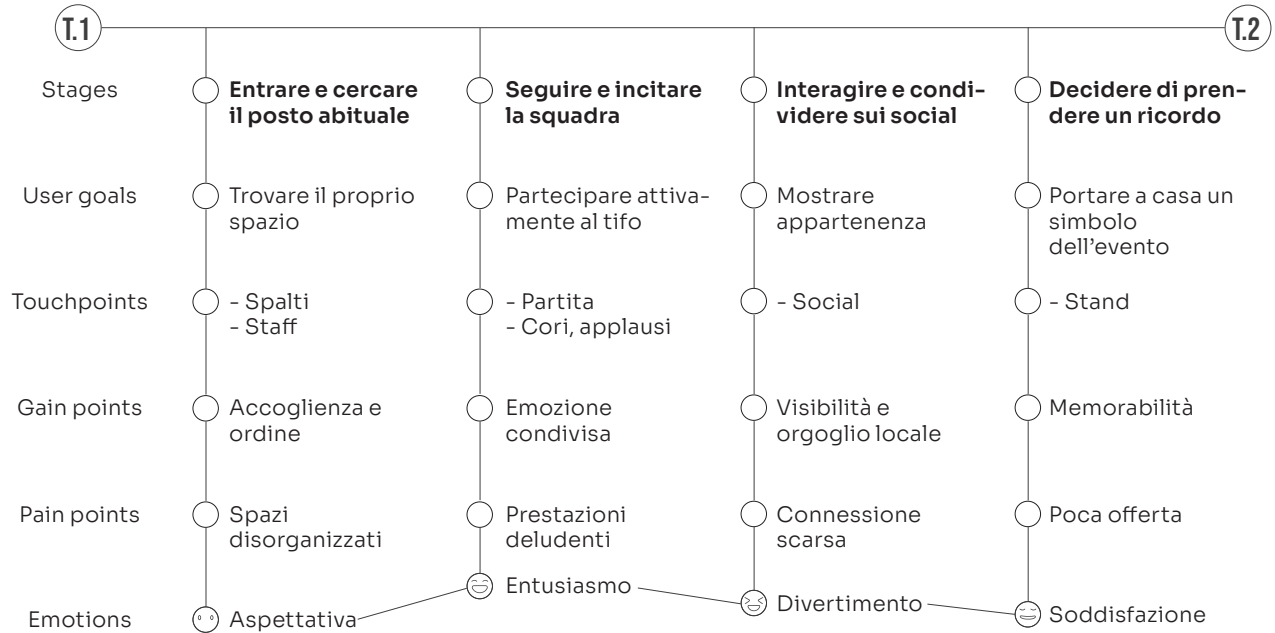 T.1
T.2
Stages
Entrare e cercare
il posto abituale
Seguire e incitare
la squadra
Interagire e condi-
videre sui social
Decidere di pren-
dere un ricordo
User goals
Trovare il proprio
spazio
Partecipare attiva-
mente al tifo
Mostrare
appartenenza
Portare a casa un
simbolo
dell'evento
Touchpoints
- Spalti
- Staff
- Partita
- Cori, applausi
- Social
- Stand
Gain points
Accoglienza e
ordine
Emozione
condivisa
Visibilità e
orgoglio locale
Memorabilità
Pain points
Spazi
disorganizzati
Prestazioni
deludenti
Connessione
scarsa
Poca offerta
Emotions
Aspettativa
Entusiasmo
Divertimento
Soddisfazione